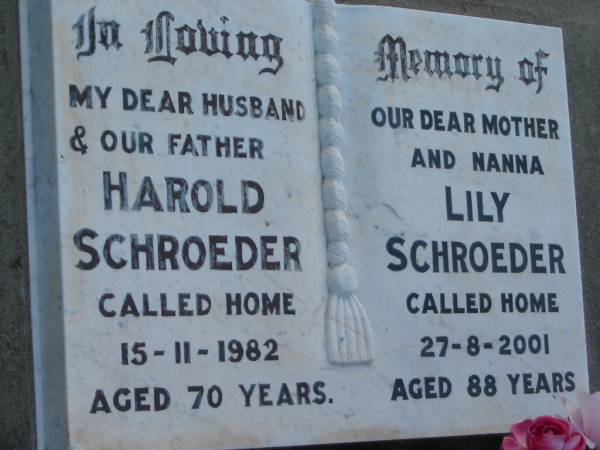 In Loving
MY DEAR HUSBAND
& OUR FATHER
HAROLD
SCHROEDER
CALLED HOME
15-11-1982
AGED 70 YEARS.
Memory of
OUR DEAR MOTHER
AND NANNA
LILY
SCHROEDER
CALLED HOME
27-8-2001
AGED 88 YEARS